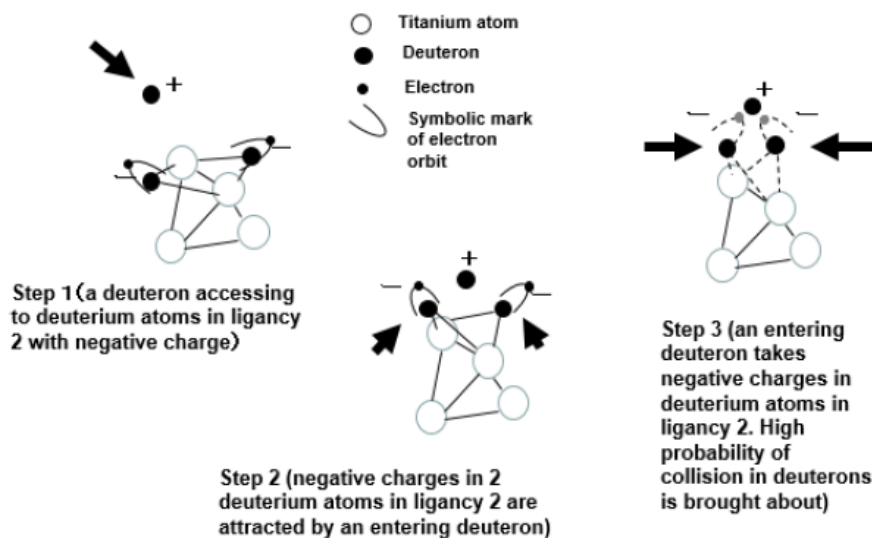 Titanium atom
Deuteron
Electron
Symbolic mark
of electron
orbit
+
−
−
Step 1(a deuteron accessing
to deuterium atoms in ligancy
2 with negative charge)
+
−
−
Step 2 (negative charges in 2
deuterium atoms in ligancy 2 are
attracted by an entering deuteron)
+
−
−
Step 3 (an entering
deuteron takes
negative charges in
deuterium atoms in
ligancy 2. High
probability of
collision in deuterons
is brought about)